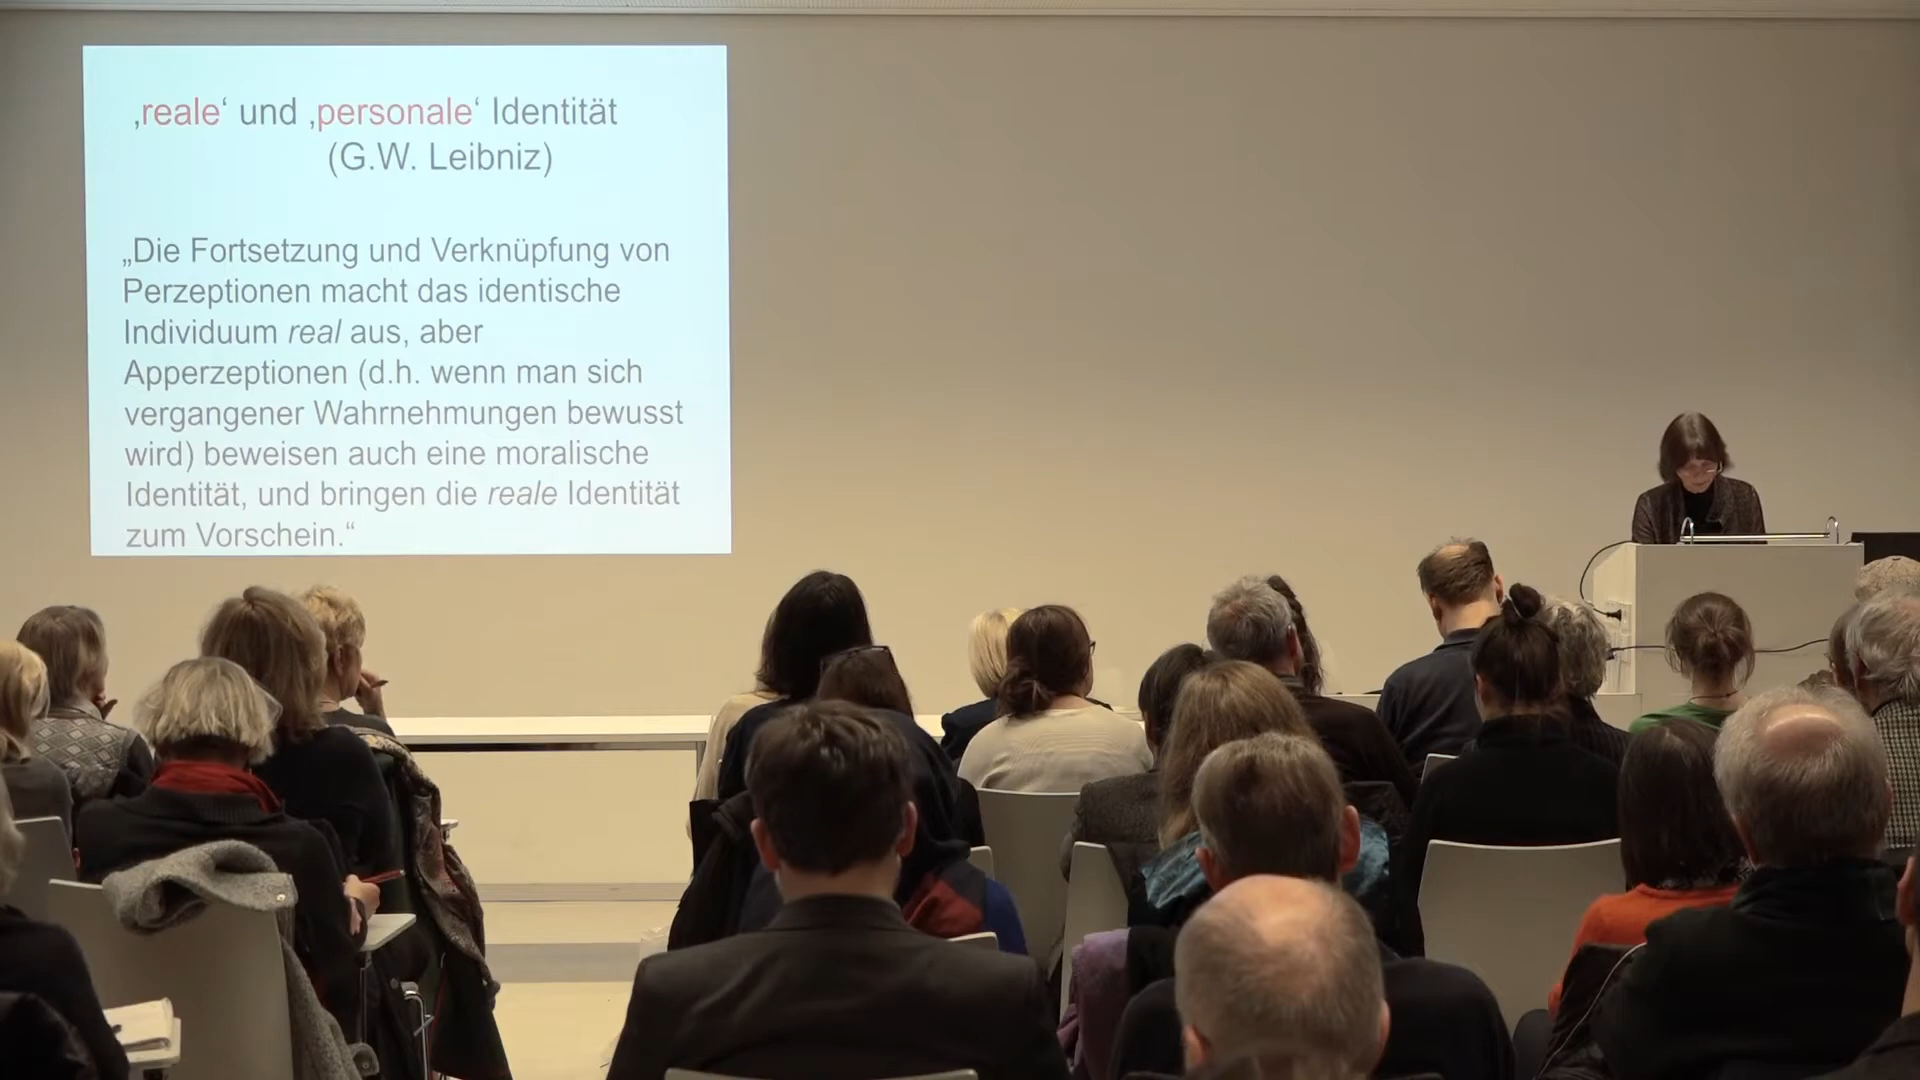 ‚reale‘ und ‚personale‘ Identität
(G.W. Leibniz)
„Die Fortsetzung und Verknüpfung von
Perzeptionen macht das identische
Individuum real aus, aber
Apperzeptionen (d.h. wenn man sich
vergangener Wahrnehmungen bewusst
wird) beweisen auch eine moralische
Identität, und bringen die reale Identität
zum Vorschein.“